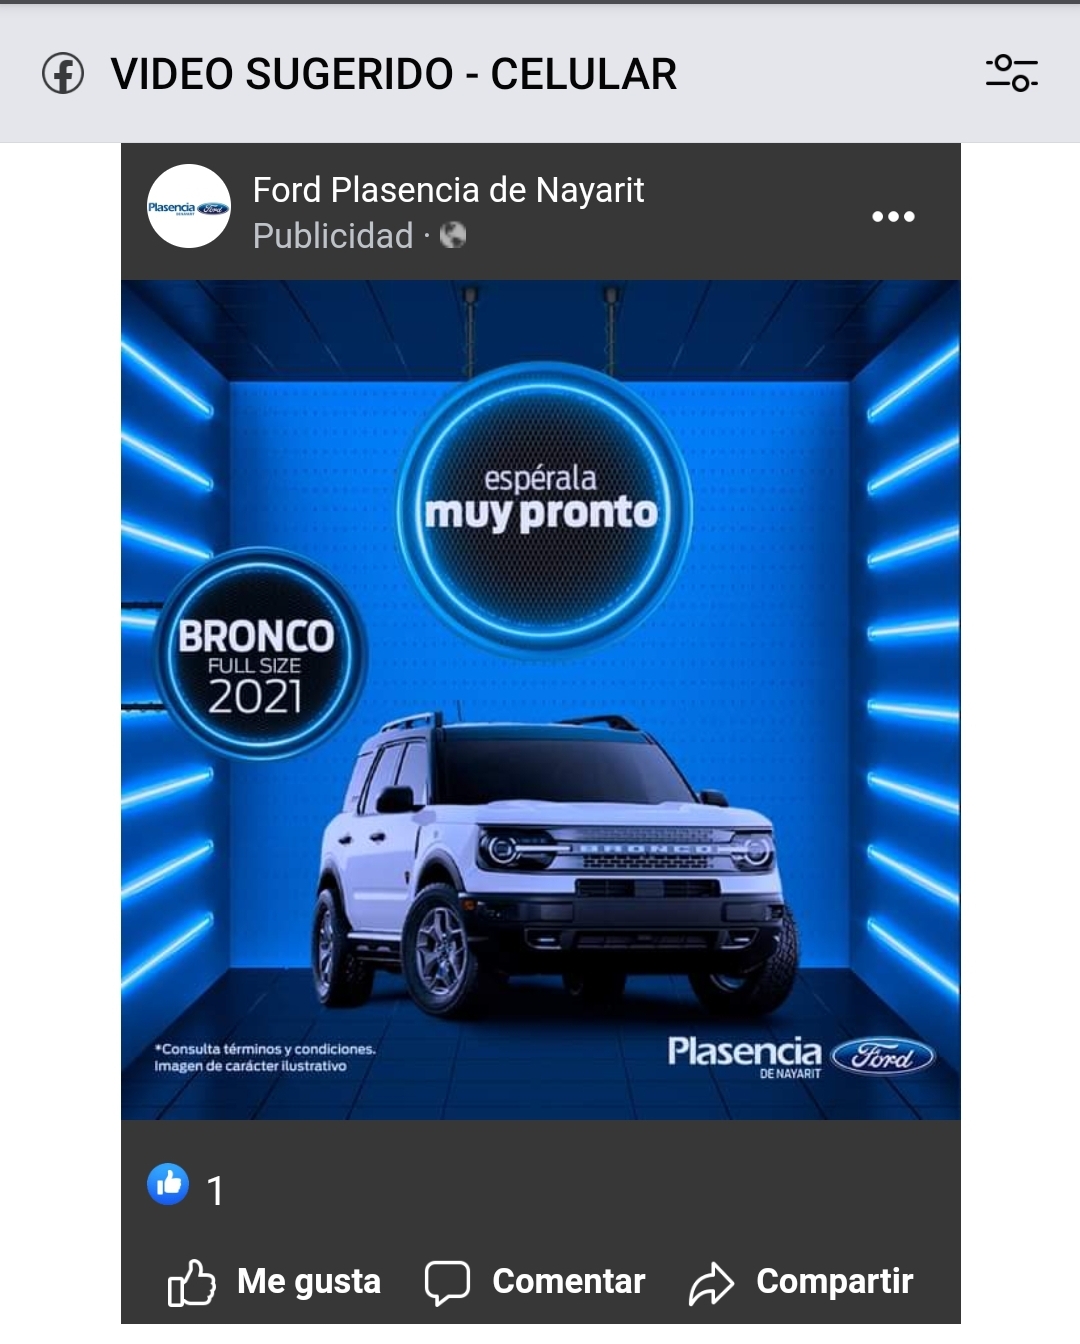 VIDEO SUGERIDO - CELULAR
Plasencia Ford
Ford Plasencia de Nayarit
Publicidad ·
espérala
muy pronto
BRONCO
FULL SIZE
2021
BRONCO
*Consulta términos y condiciones.
Imagen de carácter ilustrativo
Plasencia Ford
DE NAYARIT
1
Me gusta Comentar Compartir